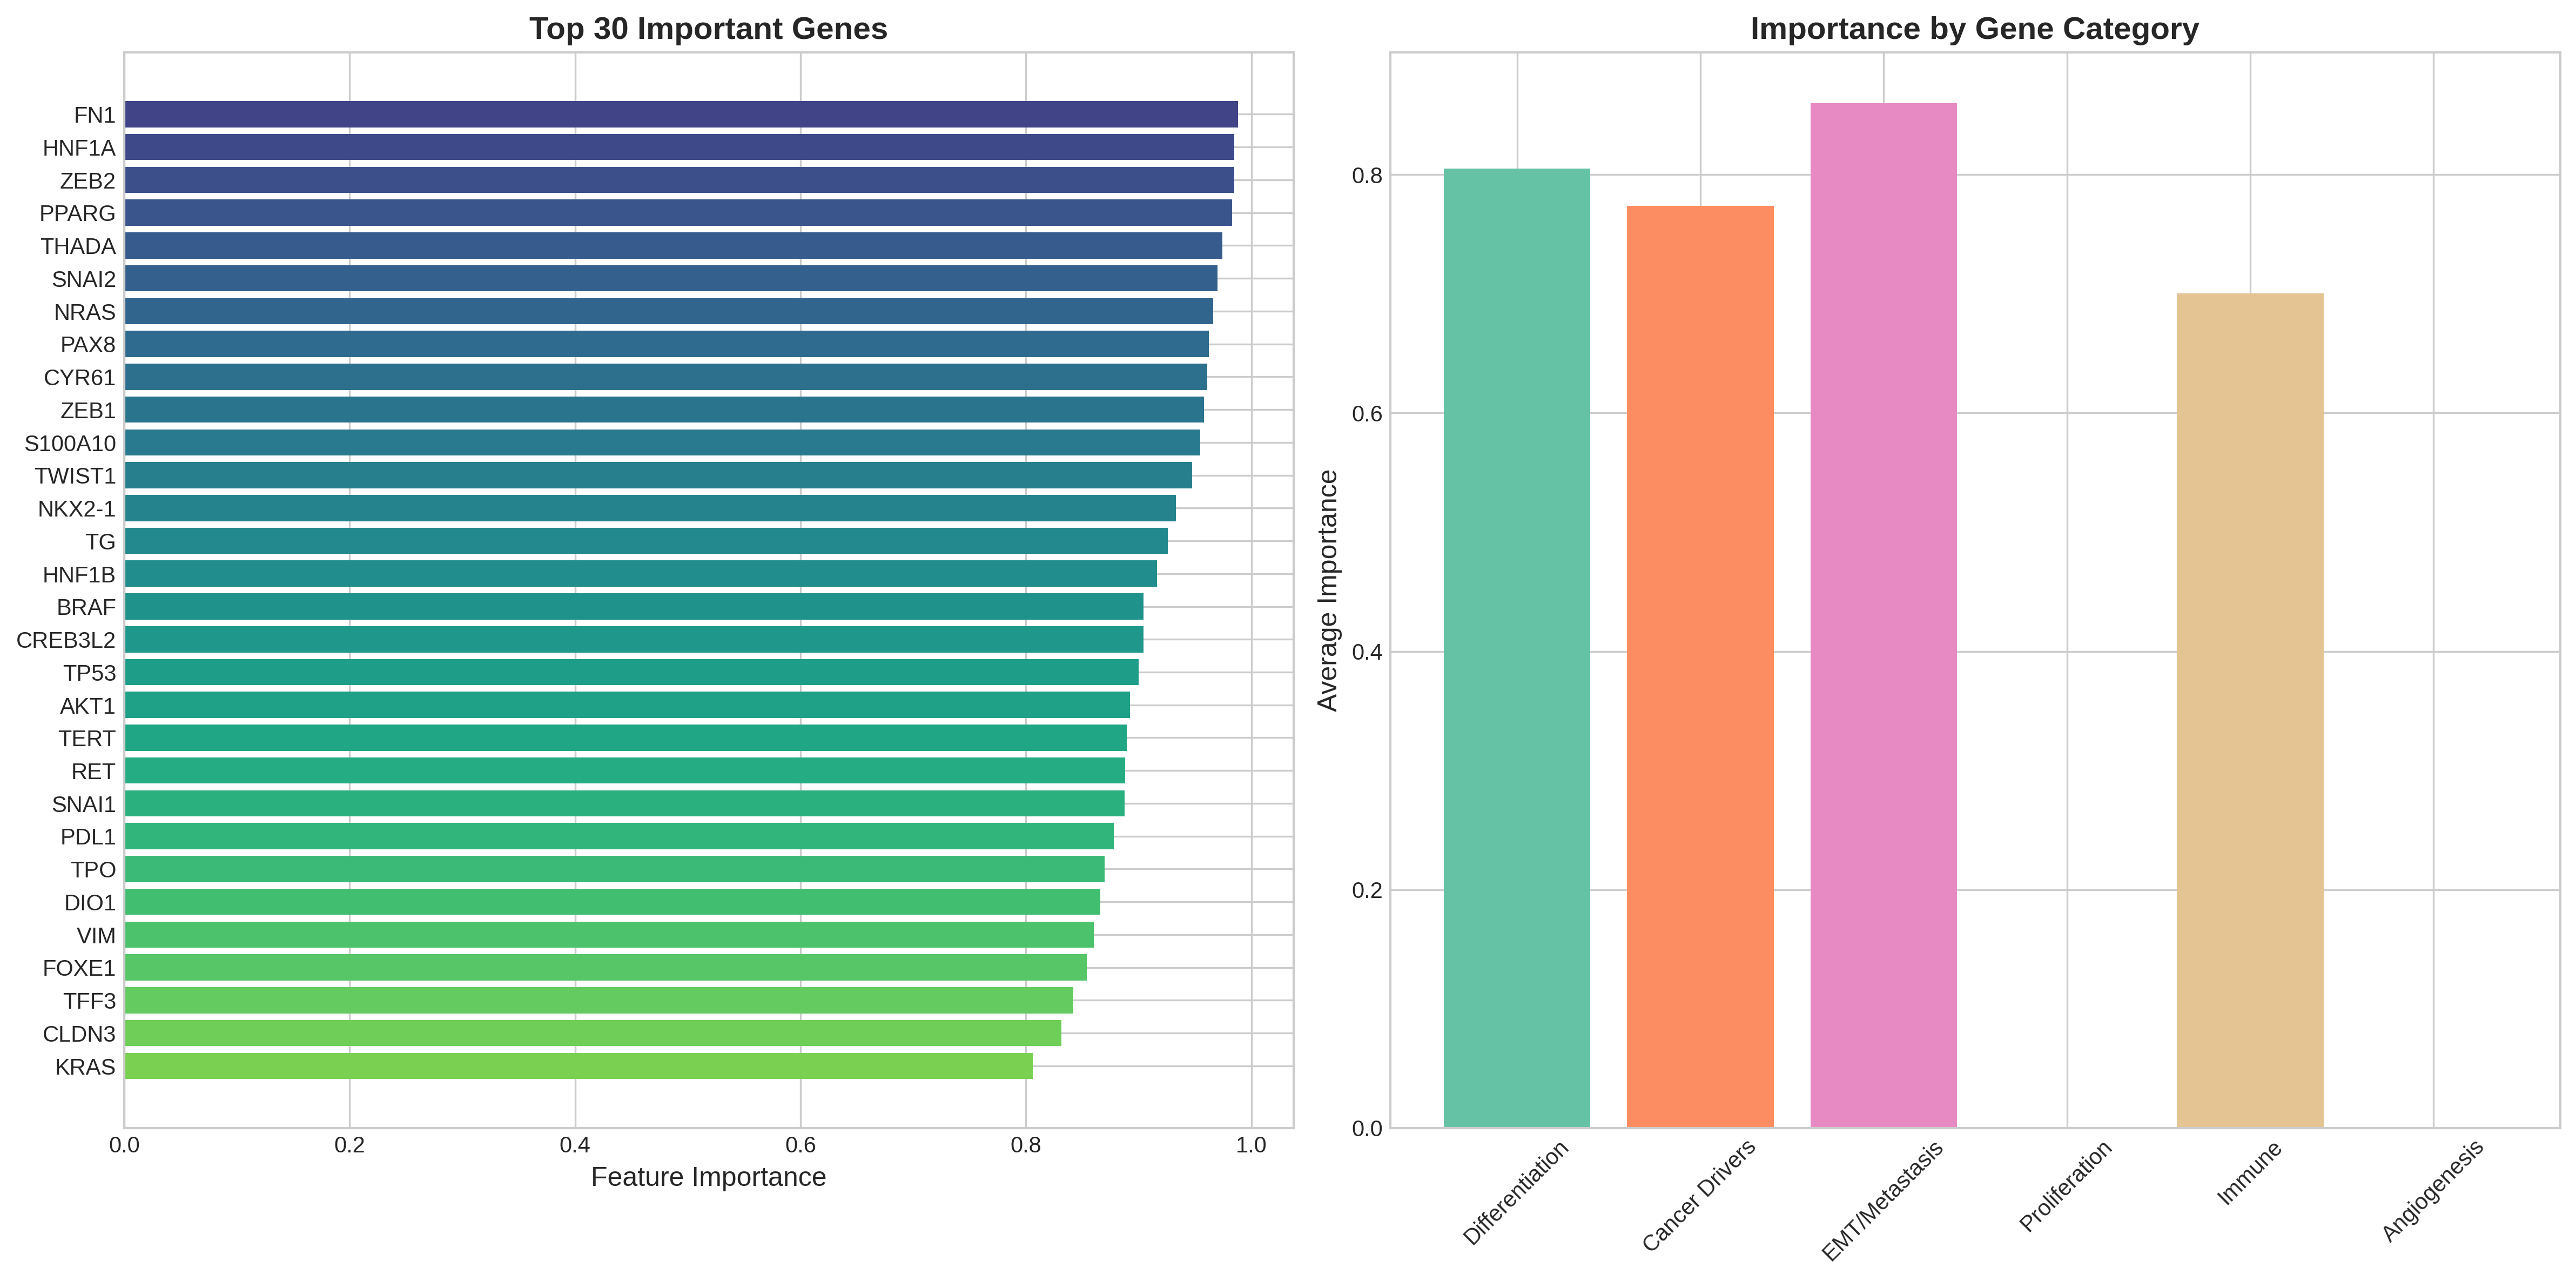 Top 30 Important Genes
FN1
HNF1A
ZEB2
PPARG
THADA
SNAI2
NRAS
PAX8
CYR61
ZEB1
S100A10
TWIST1
NKX2-1
TG
HNF1B
BRAF
CREB3L2
TP53
AKT1
TERT
RET
SNAI1
PDL1
TPO
DIO1
VIM
FOXE1
TFF3
CLDN3
KRAS
0.0 0.2 0.4 0.6 0.8 1.0
Feature Importance
Importance by Gene Category
Average Importance
0.8
0.6
0.4
0.2
0.0
Differentiation
Cancer Drivers
EMT/Metastasis
Proliferation
Immune
Angiogenesis